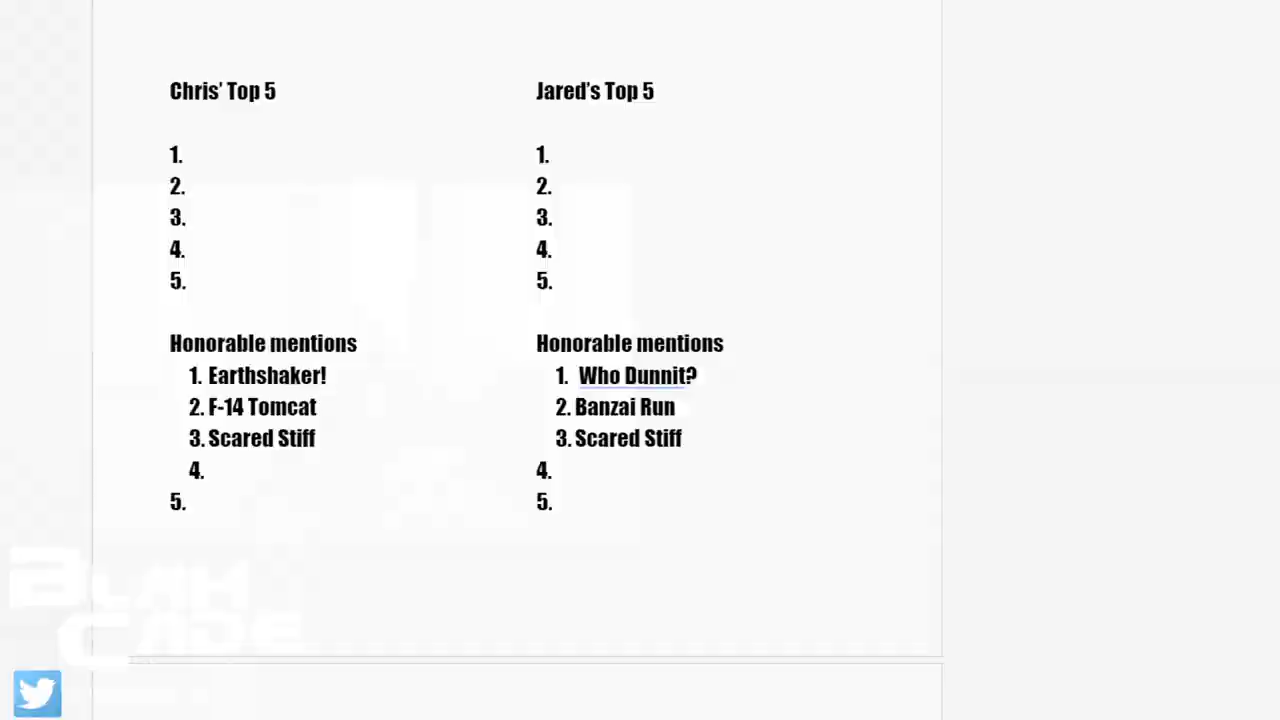 Chris’ Top 5
1.
2.
3.
4.
5.
Honorable mentions
1. Earthshaker!
2. F-14 Tomcat
3. Scared Stiff
4.
5.
Jared’s Top 5
1.
2.
3.
4.
5.
Honorable mentions
1. Who Dunnit?
2. Banzai Run
3. Scared Stiff
4.
5.
BlahCade